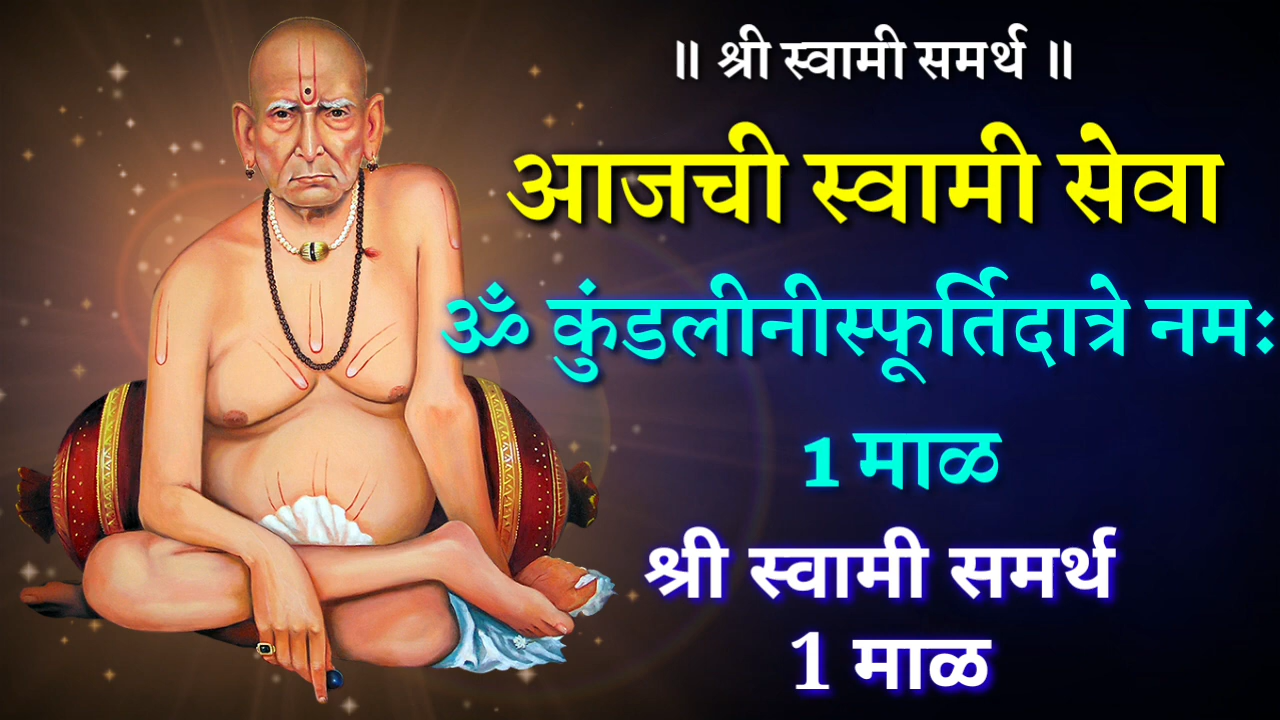 ॥ श्री स्वामी समर्थ ॥
आजची स्वामी सेवा
ॐ कुंडलीनीस्फूर्तिदात्रे नमः
1 माळ
श्री स्वामी समर्थ
1 माळ